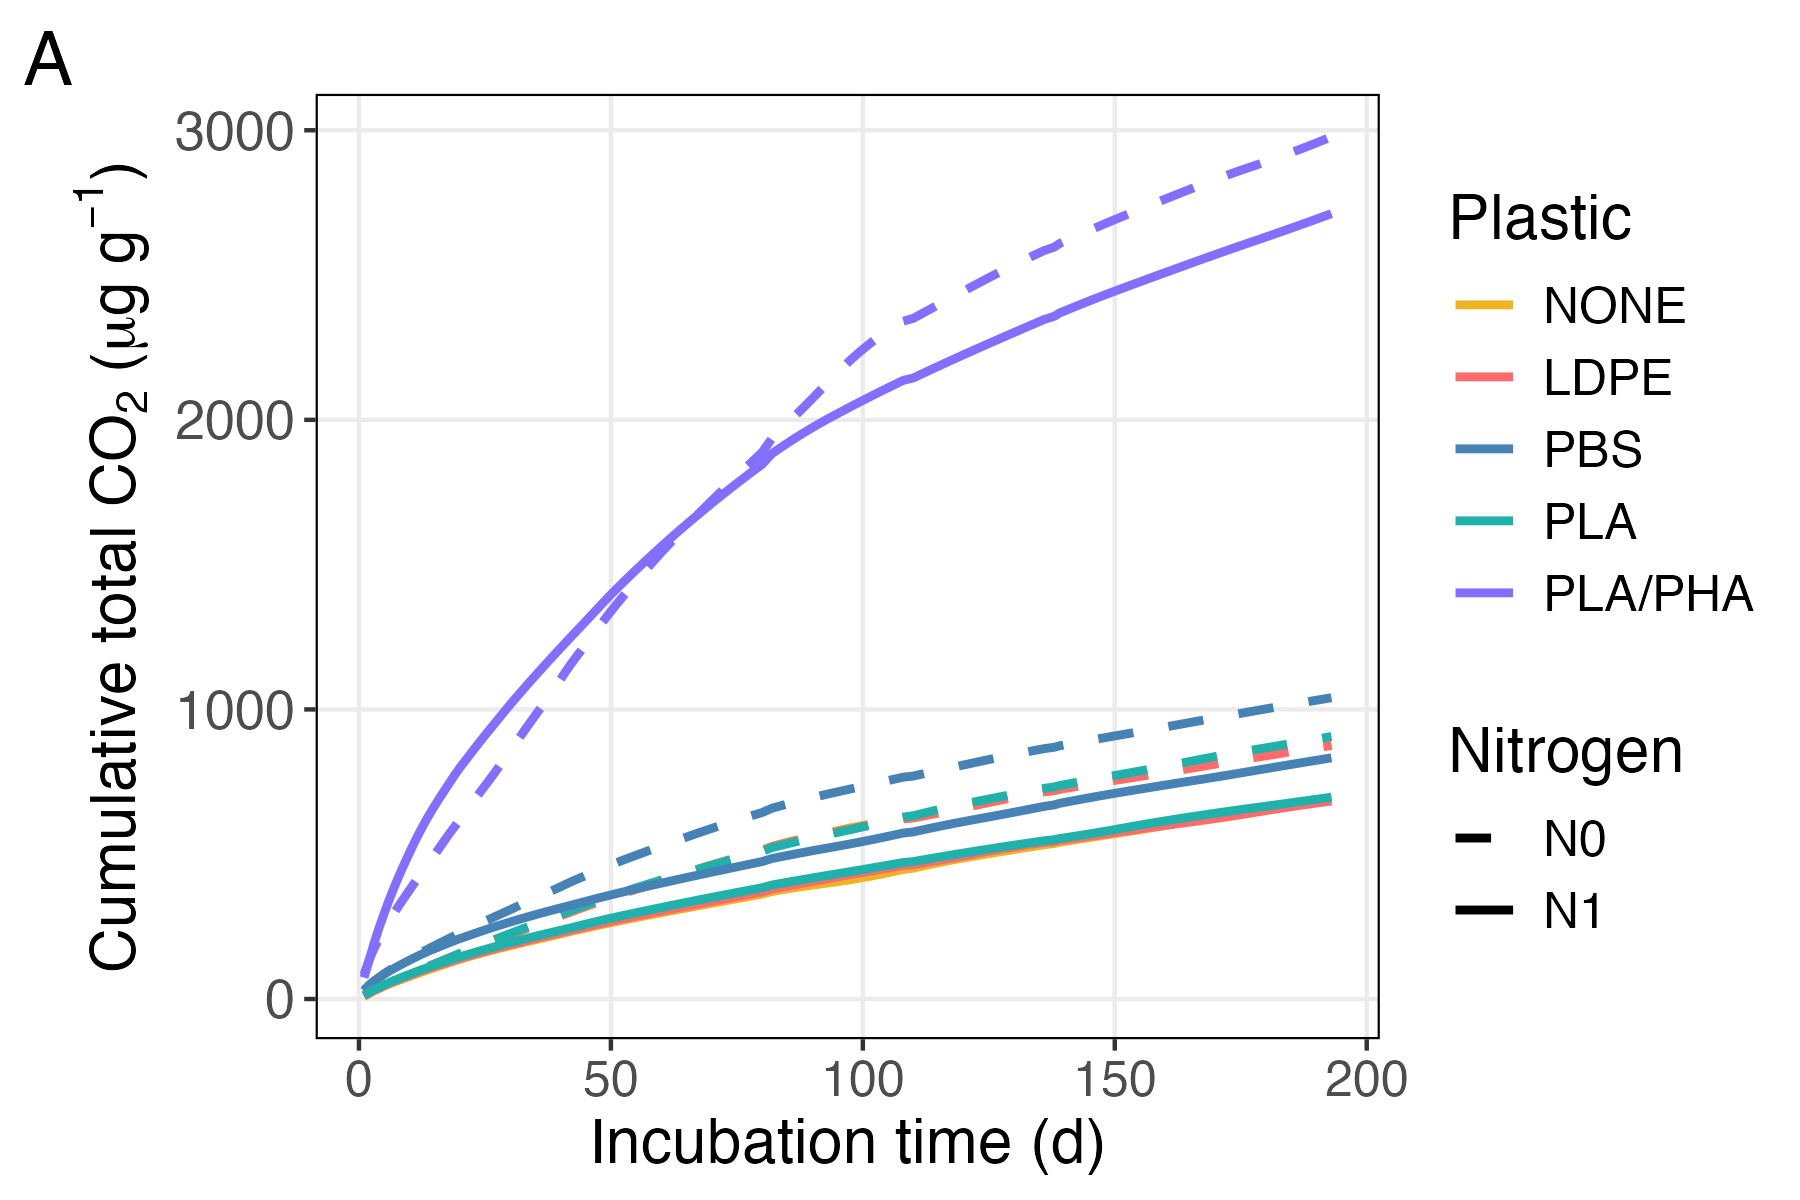 A
Cumulative total CO₂ (μg g⁻¹)
3000
2000
1000
0
0 50 100 150 200
Incubation time (d)
Plastic
NONE
LDPE
PBS
PLA
PLA/PHA
Nitrogen
N0
N1